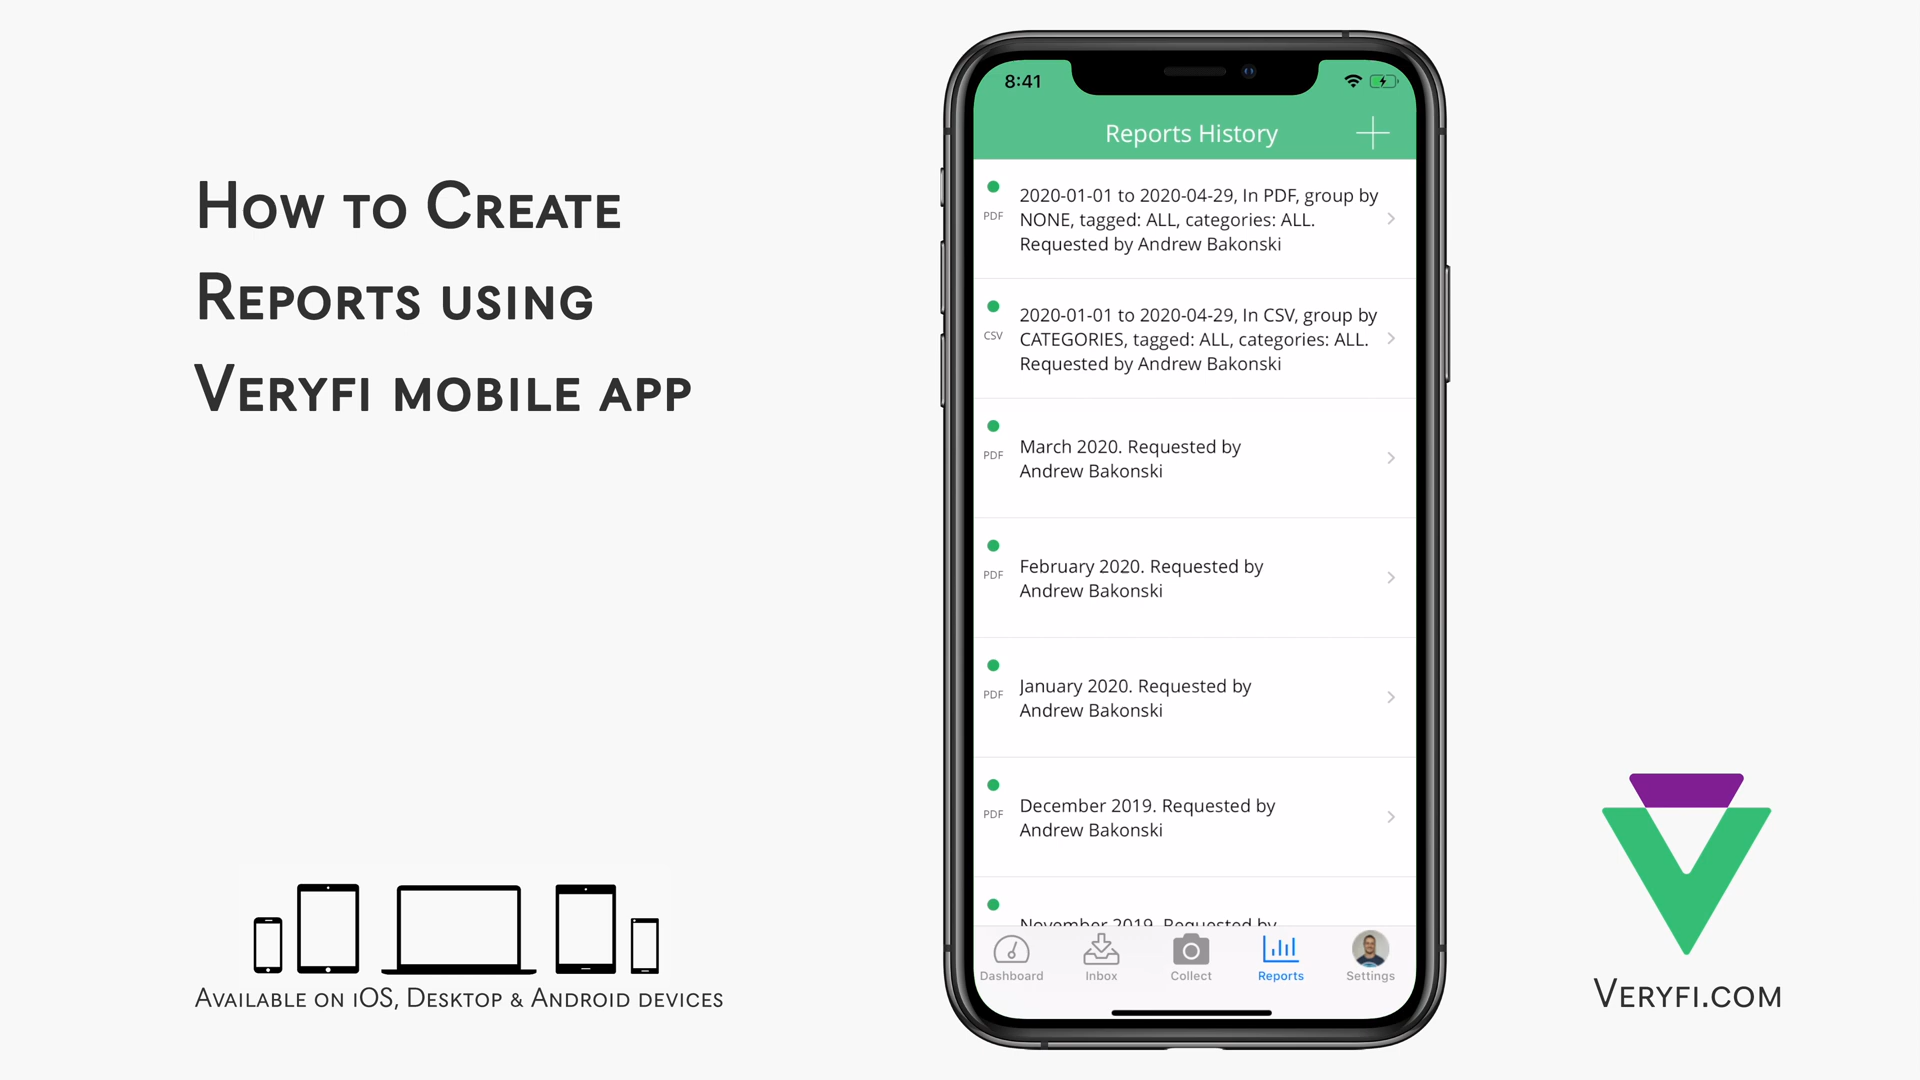 How to Create
Reports using
Veryfi mobile app
Available on iOS, Desktop & Android devices
8:41
Reports History
PDF
2020-01-01 to 2020-04-29, In PDF, group by
NONE, tagged: ALL, categories: ALL.
Requested by Andrew Bakonski
CSV
2020-01-01 to 2020-04-29, In CSV, group by
CATEGORIES, tagged: ALL, categories: ALL.
Requested by Andrew Bakonski
PDF
March 2020. Requested by
Andrew Bakonski
PDF
February 2020. Requested by
Andrew Bakonski
PDF
January 2020. Requested by
Andrew Bakonski
PDF
December 2019. Requested by
Andrew Bakonski
November 2019. Requested by
Dashboard Inbox Collect Reports Settings
Veryfi.com